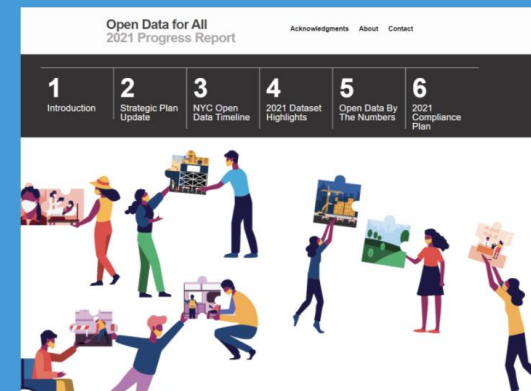 Open Data for All
2021 Progress Report
Acknowledgments About Contact
1
Introduction
2
Strategic Plan
Update
3
NYC Open
Data Timeline
4
2021 Dataset
Highlights
5
Open Data By
The Numbers
6
2021
Compliance
Plan